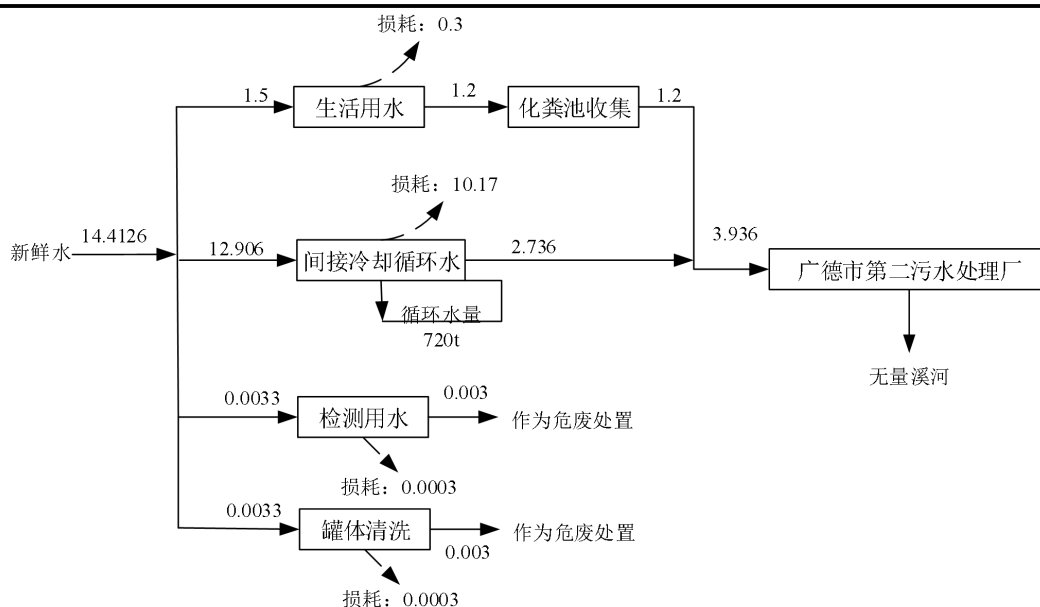 损耗：0.3
1.5
生活用水
1.2
化粪池收集
1.2
损耗：10.17
新鲜水
14.4126
12.906
间接冷却循环水
2.736
3.936
广德市第二污水处理厂
循环水量
720t
无量溪河
0.0033
检测用水
0.003
作为危废处置
损耗：0.0003
0.0033
罐体清洗
0.003
作为危废处置
损耗：0.0003